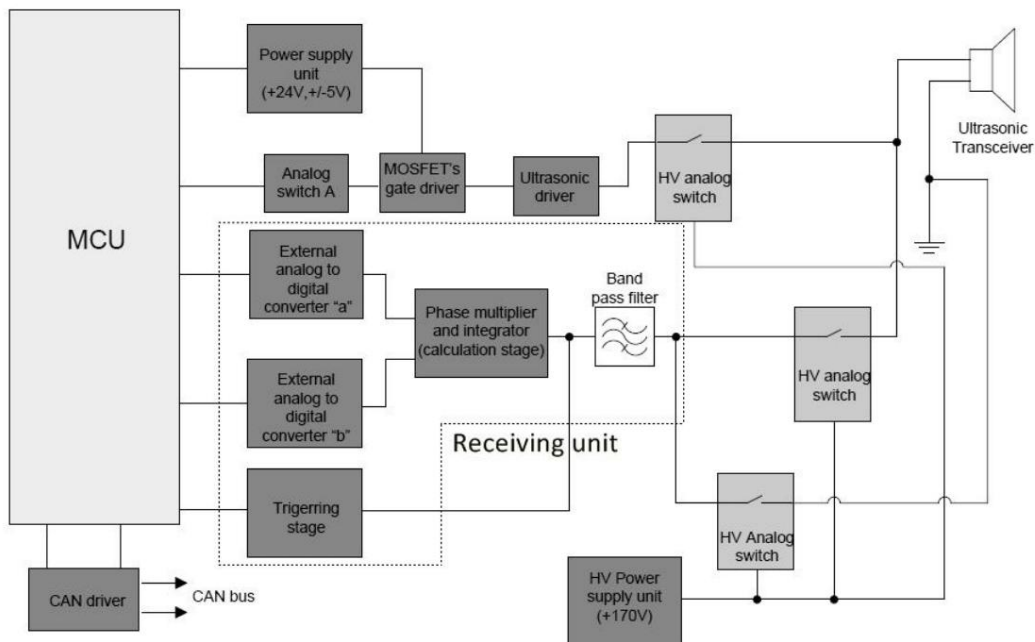 Power supply
unit
(+24V,+/-5V)
Ultrasonic
Transceiver
HV analog
switch
Analog
switch A
MOSFET's
gate driver
Ultrasonic
driver
MCU
External
analog to
digital
converter “a”
Band
pass filter
Phase multiplier
and integrator
(calculation stage)
HV analog
switch
External
analog to
digital
converter “b”
Receiving unit
Trigerring
stage
HV Analog
switch
CAN driver
CAN bus
HV Power
supply unit
(+170V)